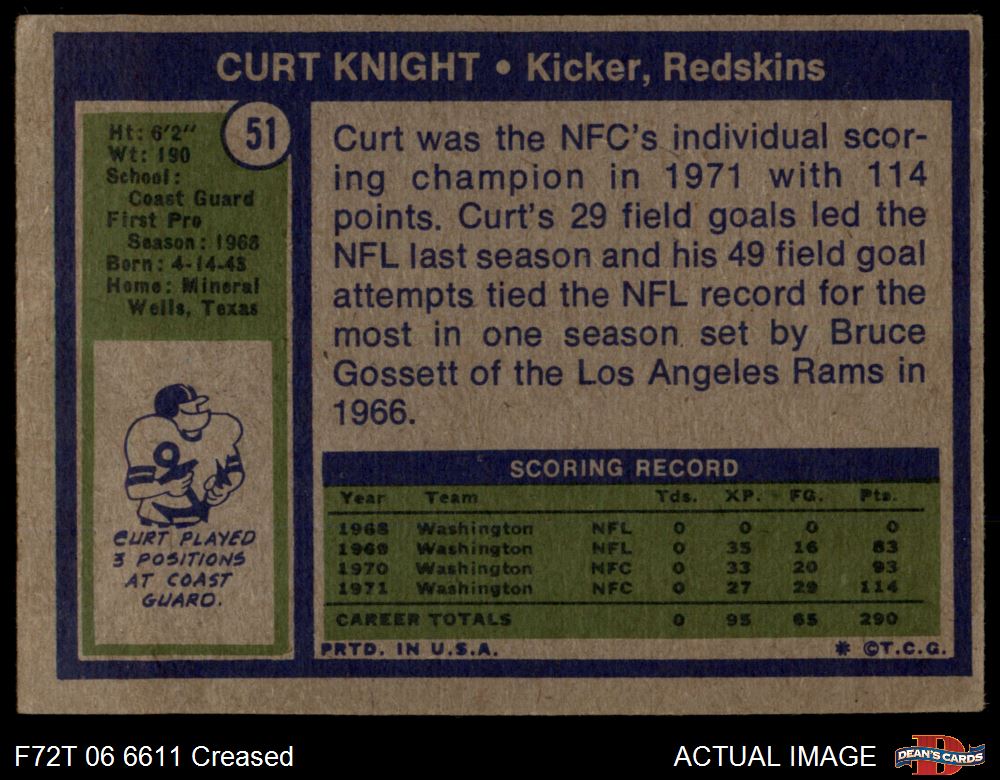 CURT KNIGHT • Kicker, Redskins
51
Ht: 6'2"
Wt: 190
School:
Coast Guard
First Pro
Season: 1968
Born: 4-14-43
Home: Mineral
Wells, Texas
9
CURT PLAYED
3 POSITIONS
AT COAST
GUARD.
Curt was the NFC's individual scor-
ing champion in 1971 with 114
points. Curt's 29 field goals led the
NFL last season and his 49 field goal
attempts tied the NFL record for the
most in one season set by Bruce
Gossett of the Los Angeles Rams in
1966.
SCORING RECORD
Year Team Tds. XP. FG. Pts.
1968 Washington NFL 0 0 0 0
1969 Washington NFL 0 35 16 83
1970 Washington NFC 0 33 20 93
1971 Washington NFC 0 27 29 114
CAREER TOTALS 0 95 65 290
PRTD. IN U.S.A. * ©T.C.G.
F72T 06 6611 Creased ACTUAL IMAGE DEAN'S CARDS